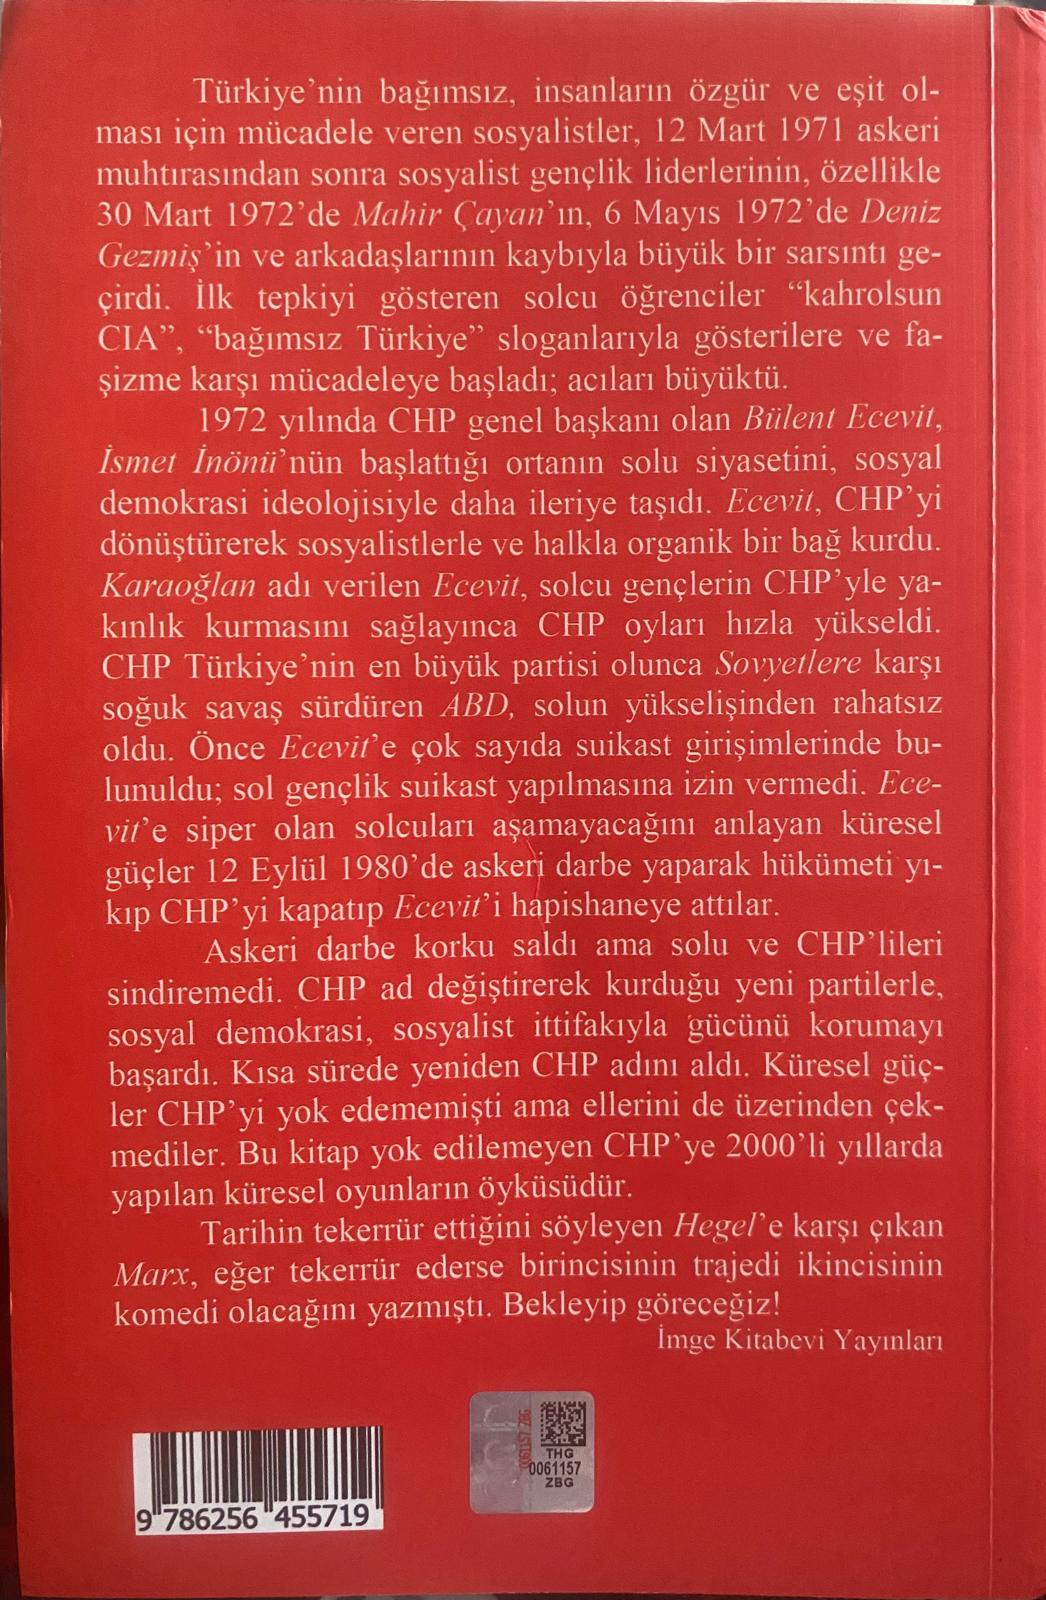 Türkiye’nin bağımsız, insanların özgür ve eşit ol-
ması için mücadele veren sosyalistler, 12 Mart 1971 askeri
muhtırasından sonra sosyalist gençlik liderlerinin, özellikle
30 Mart 1972’de Mahir Çayan’ın, 6 Mayıs 1972’de Deniz
Gezmiş’in ve arkadaşlarının kaybıyla büyük bir sarsıntı ge-
çirdi. İlk tepkiyi gösteren solcu öğrenciler “kahrolsun
CIA”, “bağımsız Türkiye” sloganlarıyla gösterilere ve fa-
şizme karşı mücadeleye başladı; acıları büyüktü.
1972 yılında CHP genel başkanı olan Bülent Ecevit,
İsmet İnönü’nün başlattığı ortanın solu siyasetini, sosyal
demokrasi ideolojisiyle daha ileriye taşıdı. Ecevit, CHP’yi
dönüştürerek sosyalistlerle ve halkla organik bir bağ kurdu.
Karaoğlan adı verilen Ecevit, solcu gençlerin CHP’yle ya-
kınlık kurmasını sağlayınca CHP oyları hızla yükseldi.
CHP Türkiye’nin en büyük partisi olunca Sovyetlere karşı
soğuk savaş sürdüren ABD, solun yükselişinden rahatsız
oldu. Önce Ecevit’e çok sayıda suikast girişimlerinde bu-
lunuldu; sol gençlik suikast yapılmasına izin vermedi. Ece-
vit’e siper olan solcuları aşamayacağını anlayan küresel
güçler 12 Eylül 1980’de askeri darbe yaparak hükümeti yı-
kıp CHP’yi kapatıp Ecevit’i hapishaneye attılar.
Askeri darbe korku saldı ama solu ve CHP’lileri
sindiremedi. CHP ad değiştirerek kurduğu yeni partilerle,
sosyal demokrasi, sosyalist ittifakıyla gücünü korumayı
başardı. Kısa sürede yeniden CHP adını aldı. Küresel güç-
ler CHP’yi yok edememişti ama ellerini de üzerinden çek-
mediler. Bu kitap yok edilemeyen CHP’ye 2000’li yıllarda
yapılan küresel oyunların öyküsüdür.
Tarihin tekerrür ettiğini söyleyen Hegel’e karşı çıkan
Marx, eğer tekerrür ederse birincisinin trajedi ikincisinin
komedi olacağını yazmıştı. Bekleyip göreceğiz!
İmge Kitabevi Yayınları
0061157 ZBG
THG
0061157
ZBG
9 786256 455719